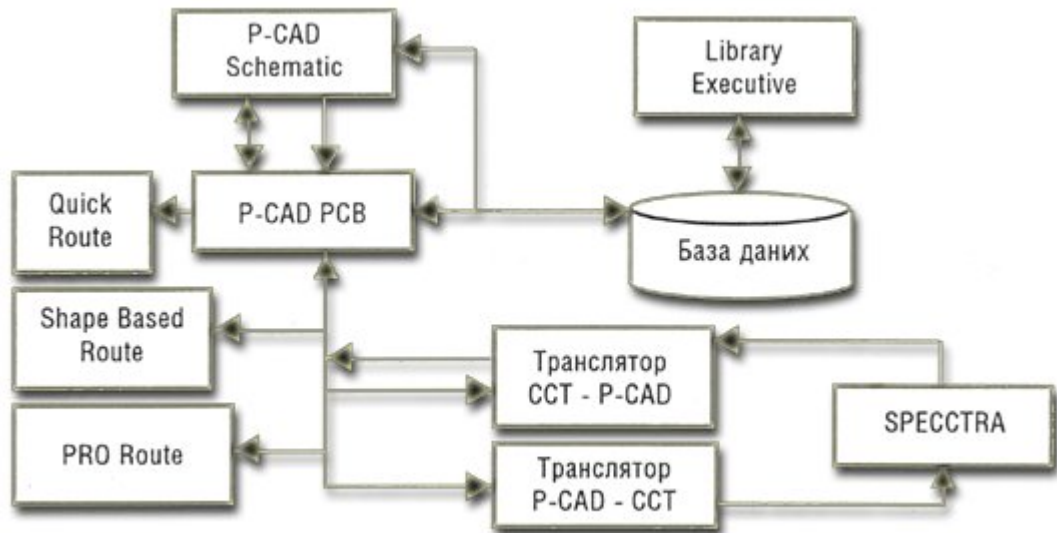 P-CAD
Schematic
Library
Executive
Quick
Route
P-CAD PCB
База даних
Shape Based
Route
Транслятор
CCT - P-CAD
SPECCTRA
PRO Route
Транслятор
P-CAD - CCT